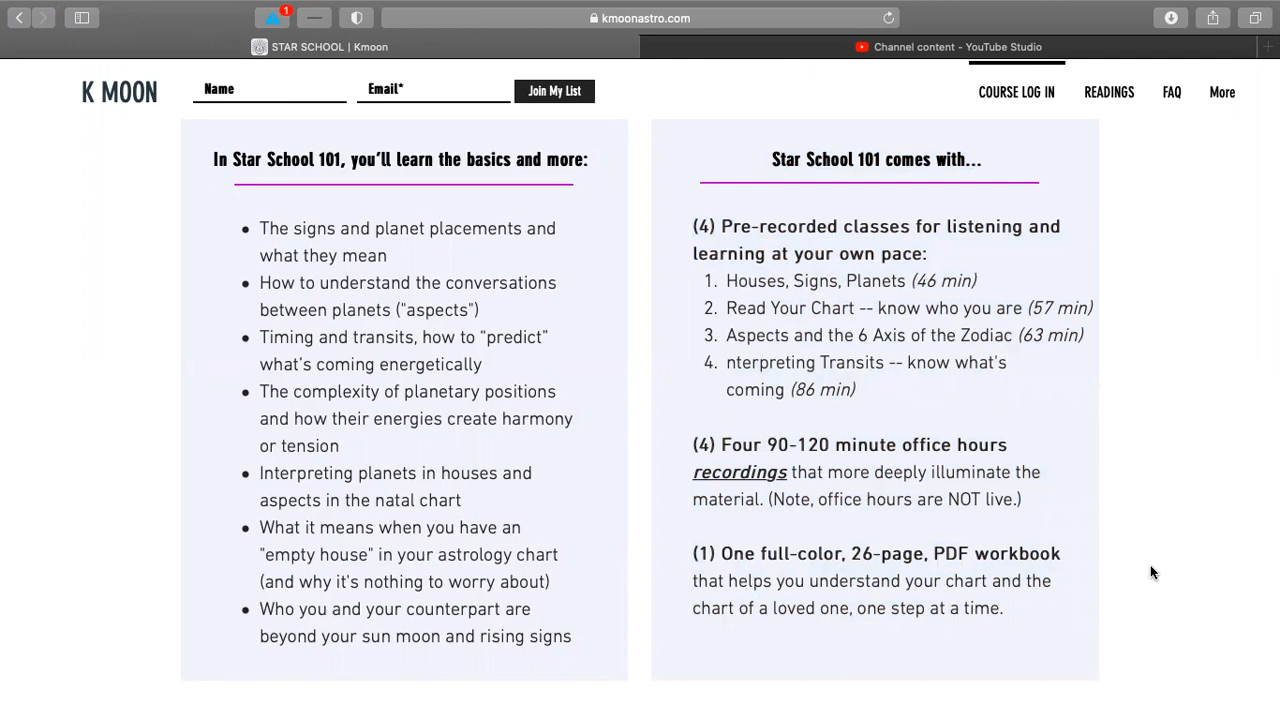 1
kmoonastro.com
STAR SCHOOL | Kmoon
Channel content - YouTube Studio
K MOON
Name
Email*
Join My List
COURSE LOG IN
READINGS
FAQ
More
In Star School 101, you'll learn the basics and more:
• The signs and planet placements and
what they mean
• How to understand the conversations
between planets ("aspects")
• Timing and transits, how to “predict”
what's coming energetically
• The complexity of planetary positions
and how their energies create harmony
or tension
• Interpreting planets in houses and
aspects in the natal chart
• What it means when you have an
"empty house" in your astrology chart
(and why it's nothing to worry about)
• Who you and your counterpart are
beyond your sun moon and rising signs
Star School 101 comes with...
(4) Pre-recorded classes for listening and
learning at your own pace:
1. Houses, Signs, Planets (46 min)
2. Read Your Chart -- know who you are (57 min)
3. Aspects and the 6 Axis of the Zodiac (63 min)
4. nterpreting Transits -- know what's
coming (86 min)
(4) Four 90-120 minute office hours
recordings that more deeply illuminate the
material. (Note, office hours are NOT live.)
(1) One full-color, 26-page, PDF workbook
that helps you understand your chart and the
chart of a loved one, one step at a time.